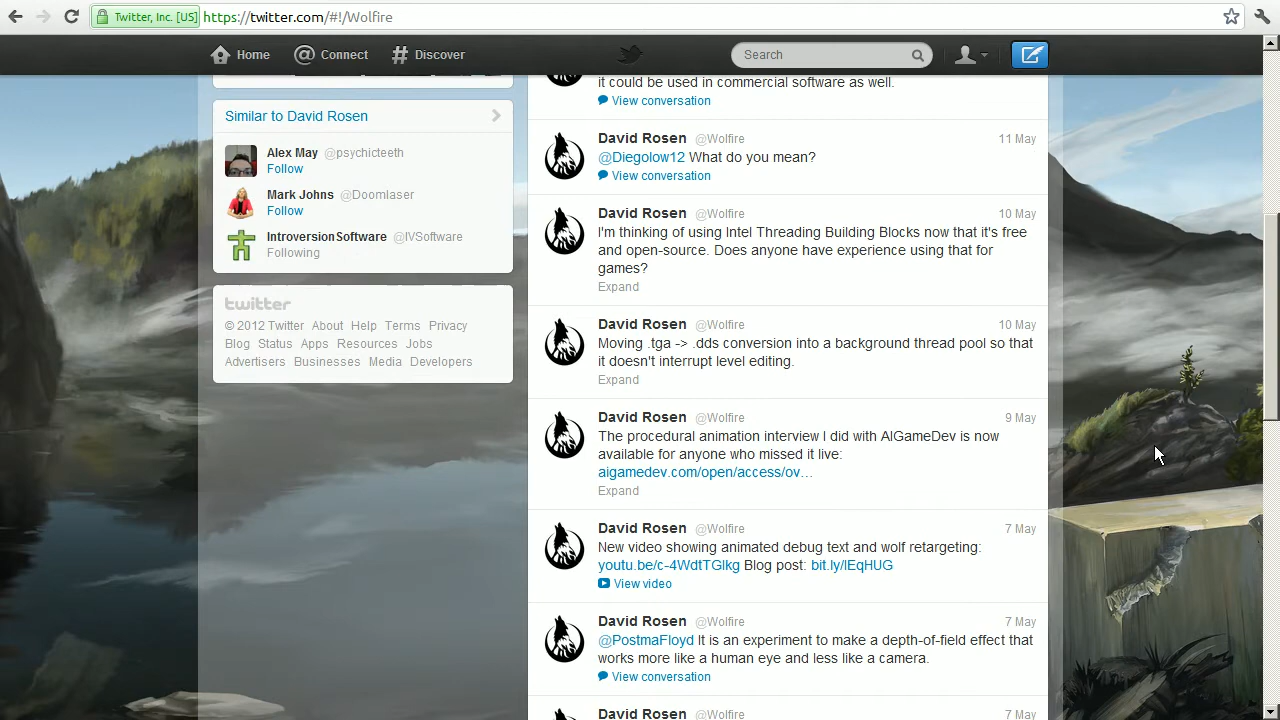 Twitter, Inc. [US] https://twitter.com/#!/Wolfire
Home Connect Discover Search
Similar to David Rosen
Alex May @psychicteeth
Follow
Mark Johns @Doomlaser
Follow
IntroversionSoftware @IVSoftware
Following
twitter
© 2012 Twitter About Help Terms Privacy
Blog Status Apps Resources Jobs
Advertisers Businesses Media Developers
it could be used in commercial software as well.
View conversation
David Rosen @Wolfire 11 May
@Diegolow12 What do you mean?
View conversation
David Rosen @Wolfire 10 May
I'm thinking of using Intel Threading Building Blocks now that it's free
and open-source. Does anyone have experience using that for
games?
Expand
David Rosen @Wolfire 10 May
Moving .tga -> .dds conversion into a background thread pool so that
it doesn't interrupt level editing.
Expand
David Rosen @Wolfire 9 May
The procedural animation interview I did with AIGameDev is now
available for anyone who missed it live:
aigamedev.com/open/access/ov…
Expand
David Rosen @Wolfire 7 May
New video showing animated debug text and wolf retargeting:
youtu.be/c-4WdtTGlkg Blog post: bit.ly/IEqHUG
View video
David Rosen @Wolfire 7 May
@PostmaFloyd It is an experiment to make a depth-of-field effect that
works more like a human eye and less like a camera.
View conversation
David Rosen @Wolfire 7 May